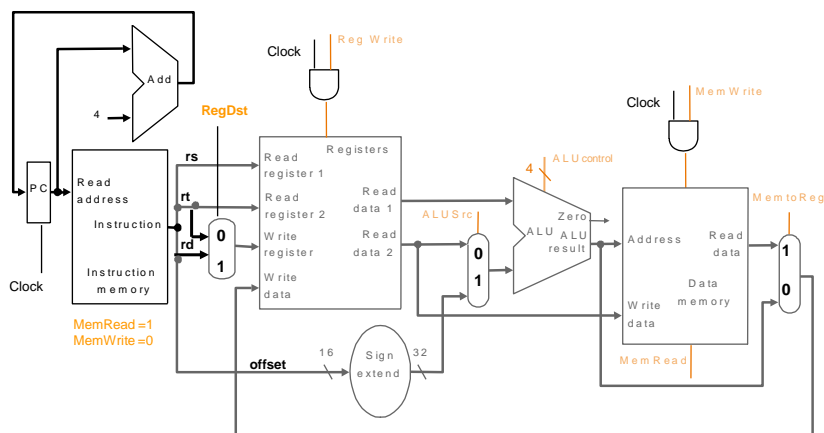 Clock
Reg Write
Add
4
RegDst
Clock
MemWrite
PC
Read
address
Instruction
Instruction
memory
Clock
MemRead =1
MemWrite =0
rs
rt
rd
0
1
Registers
Read
register 1
Read
register 2
Write
register
Write
data
Read
data 1
Read
data 2
ALUSrc
0
1
4
ALU control
Zero
ALU
ALU
result
Address
Read
data
Data
memory
Write
data
MemRead
MemtoReg
1
0
offset
16
Sign
extend
32